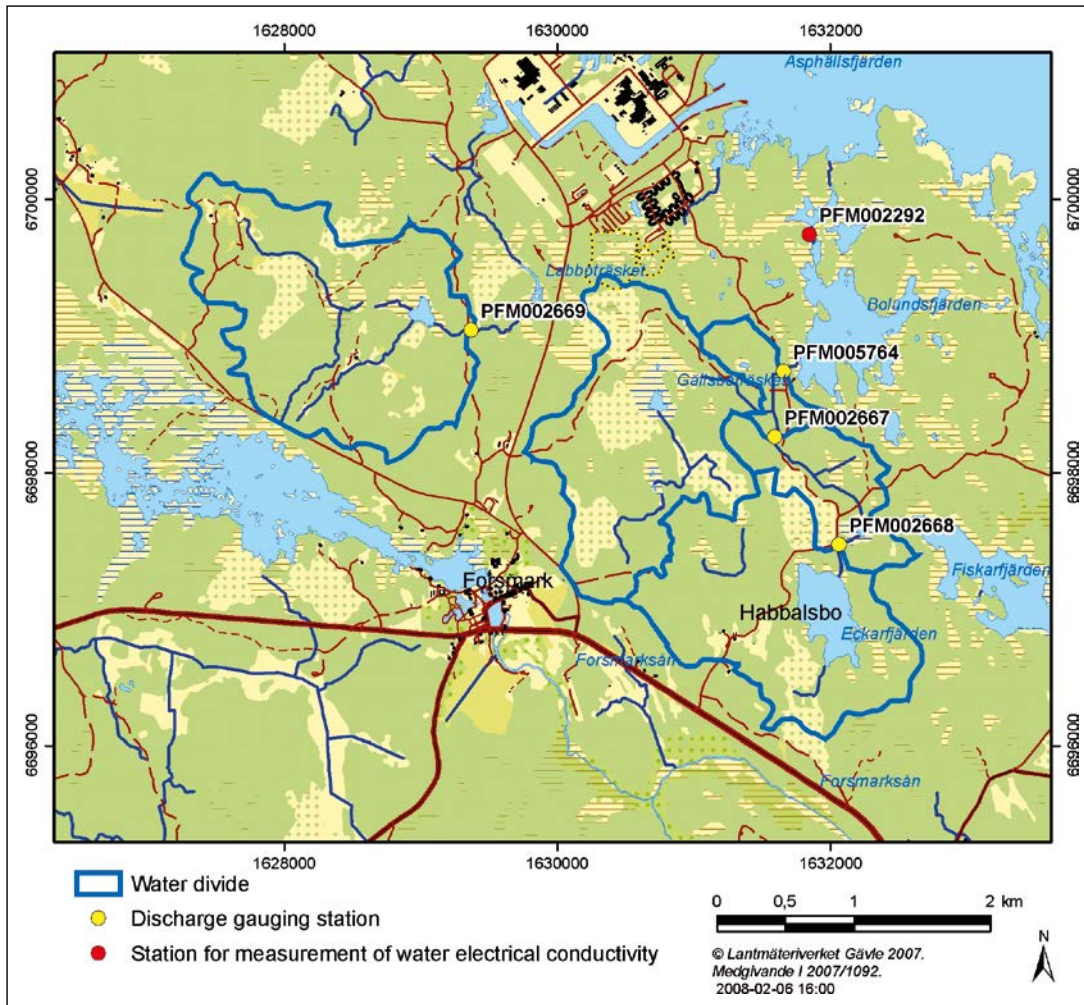 1628000 1630000 1632000
Asphällsfjärden
6700000 6700000
PFM002292
Labboträsket
Bolundsfjärden
PFM002669
PFM005764
Gällsboträsket
PFM002667
6698000 6698000
PFM002668
Fiskarfjärden
Forsmark
Habbalsbo
Eckarfjärden
Forsmarksån
6696000 6696000
Forsmarksån
1628000 1630000 1632000
Water divide
Discharge gauging station
Station for measurement of water electrical conductivity
0 0,5 1 2 km
© Lantmäteriverket Gävle 2007.
Medgivande I 2007/1092.
2008-02-06 16:00
N